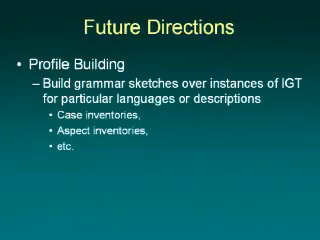 Future Directions
• Profile Building
– Build grammar sketches over instances of IGT
for particular languages or descriptions
• Case inventories,
• Aspect inventories,
• etc.